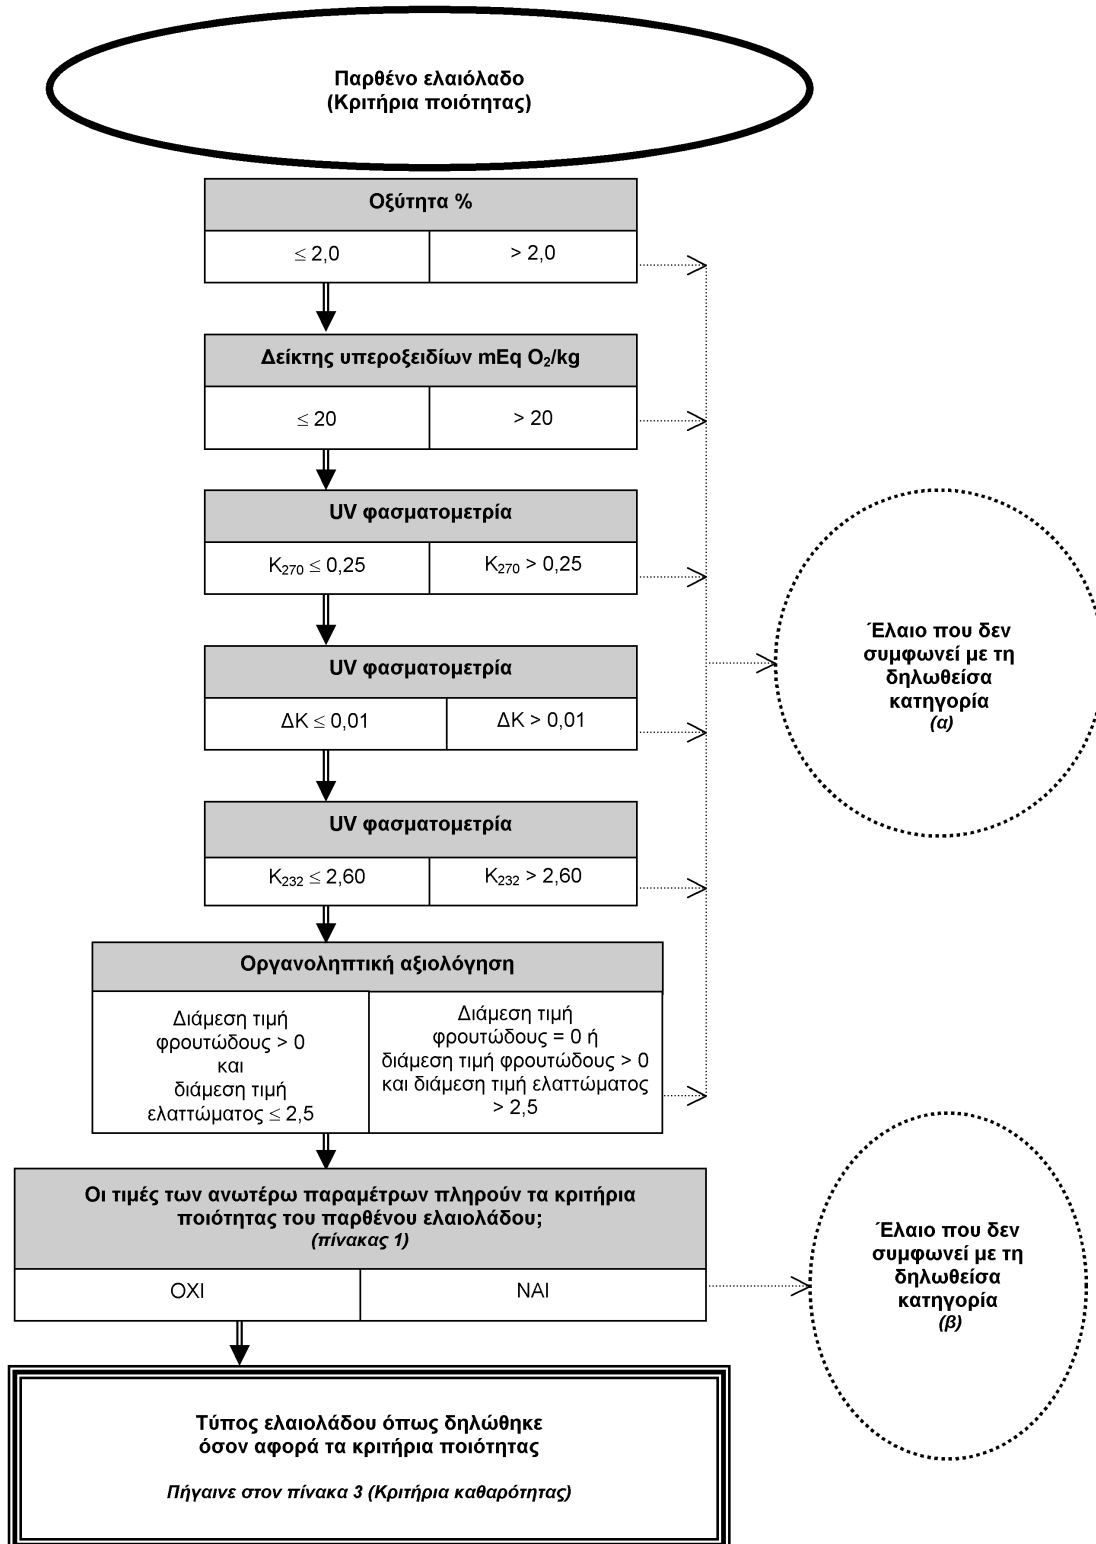 Παρθένο ελαιόλαδο
(Κριτήρια ποιότητας)
Οξύτητα %
≤ 2,0
> 2,0
Δείκτης υπεροξειδίων mEq O₂/kg
≤ 20
> 20
UV φασματομετρία
K₂₇₀ ≤ 0,25
K₂₇₀ > 0,25
UV φασματομετρία
ΔK ≤ 0,01
ΔK > 0,01
UV φασματομετρία
K₂₃₂ ≤ 2,60
K₂₃₂ > 2,60
Έλαιο που δεν
συμφωνεί με τη
δηλωθείσα
κατηγορία
(α)
Οργανοληπτική αξιολόγηση
Διάμεση τιμή
φρουτώδους > 0
και
διάμεση τιμή
ελαττώματος ≤ 2,5
Διάμεση τιμή
φρουτώδους = 0 ή
διάμεση τιμή φρουτώδους > 0
και διάμεση τιμή ελαττώματος
> 2,5
Οι τιμές των ανωτέρω παραμέτρων πληρούν τα κριτήρια
ποιότητας του παρθένου ελαιολάδου;
(πίνακας 1)
ΟΧΙ
ΝΑΙ
Έλαιο που δεν
συμφωνεί με τη
δηλωθείσα
κατηγορία
(β)
Τύπος ελαιολάδου όπως δηλώθηκε
όσον αφορά τα κριτήρια ποιότητας
Πήγαινε στον πίνακα 3 (Κριτήρια καθαρότητας)